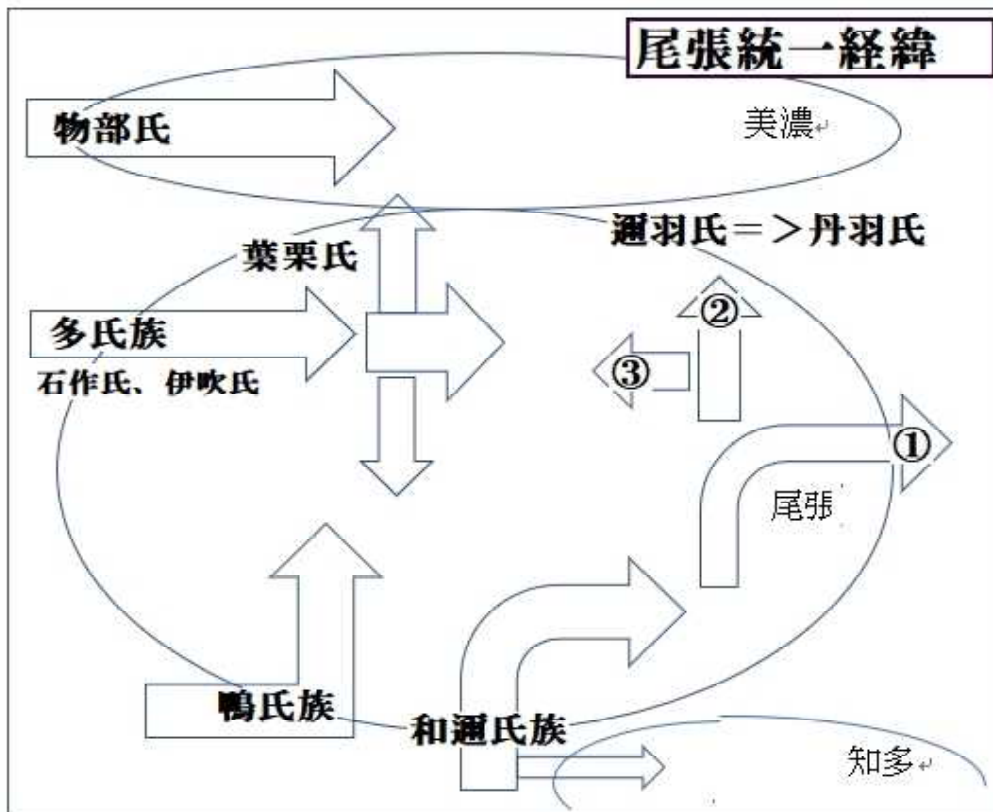 尾張統一経緯
物部氏
美濃
邇羽氏＝＞丹羽氏
葉栗氏
②
多氏族
③
石作氏、伊吹氏
①
尾張
鴨氏族
和邇氏族
知多